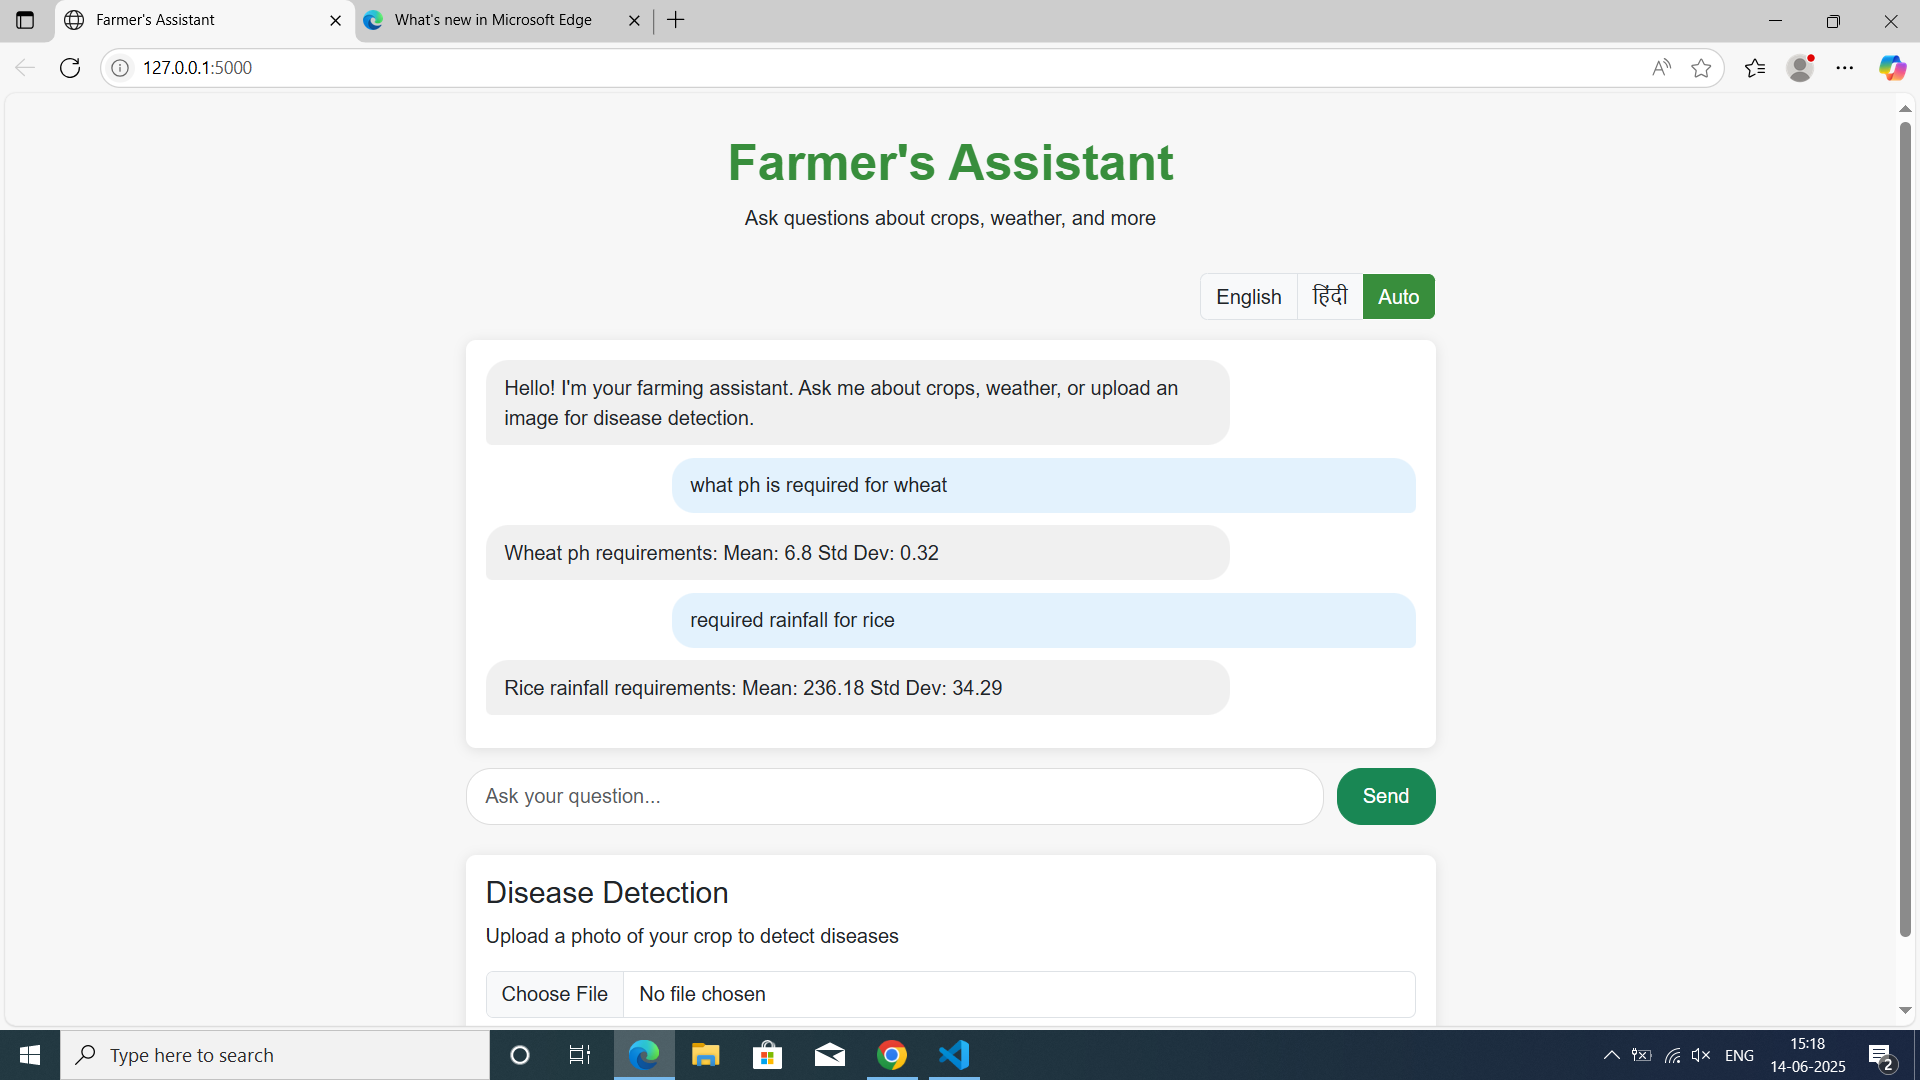 Farmer's Assistant
What's new in Microsoft Edge
127.0.0.1:5000
Farmer's Assistant
Ask questions about crops, weather, and more
English हिंदी Auto
Hello! I'm your farming assistant. Ask me about crops, weather, or upload an
image for disease detection.
what ph is required for wheat
Wheat ph requirements: Mean: 6.8 Std Dev: 0.32
required rainfall for rice
Rice rainfall requirements: Mean: 236.18 Std Dev: 34.29
Ask your question...
Send
Disease Detection
Upload a photo of your crop to detect diseases
Choose File No file chosen
Type here to search
ENG
15:18
14-06-2025
2